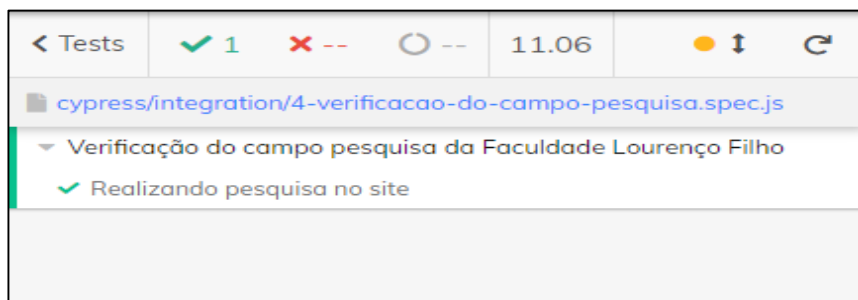 Tests 1 -- -- 11.06
cypress/integration/4-verificacao-do-campo-pesquisa.spec.js
Verificação do campo pesquisa da Faculdade Lourenço Filho
Realizando pesquisa no site